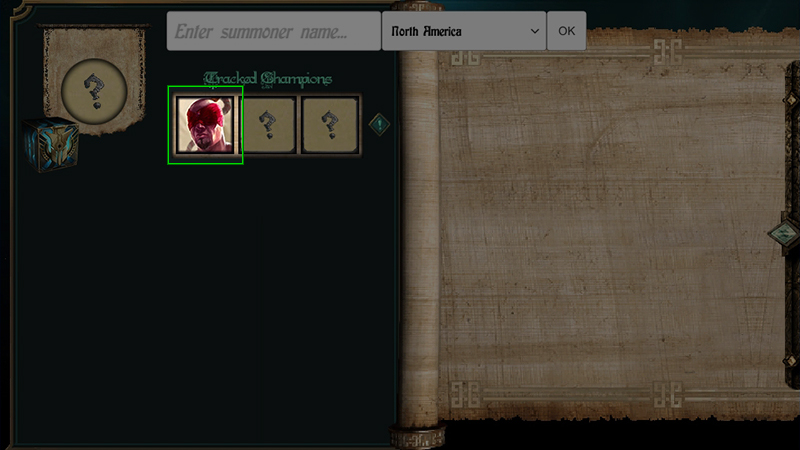 Enter summoner name...
North America
OK
Tracked Champions
?
?
?
!